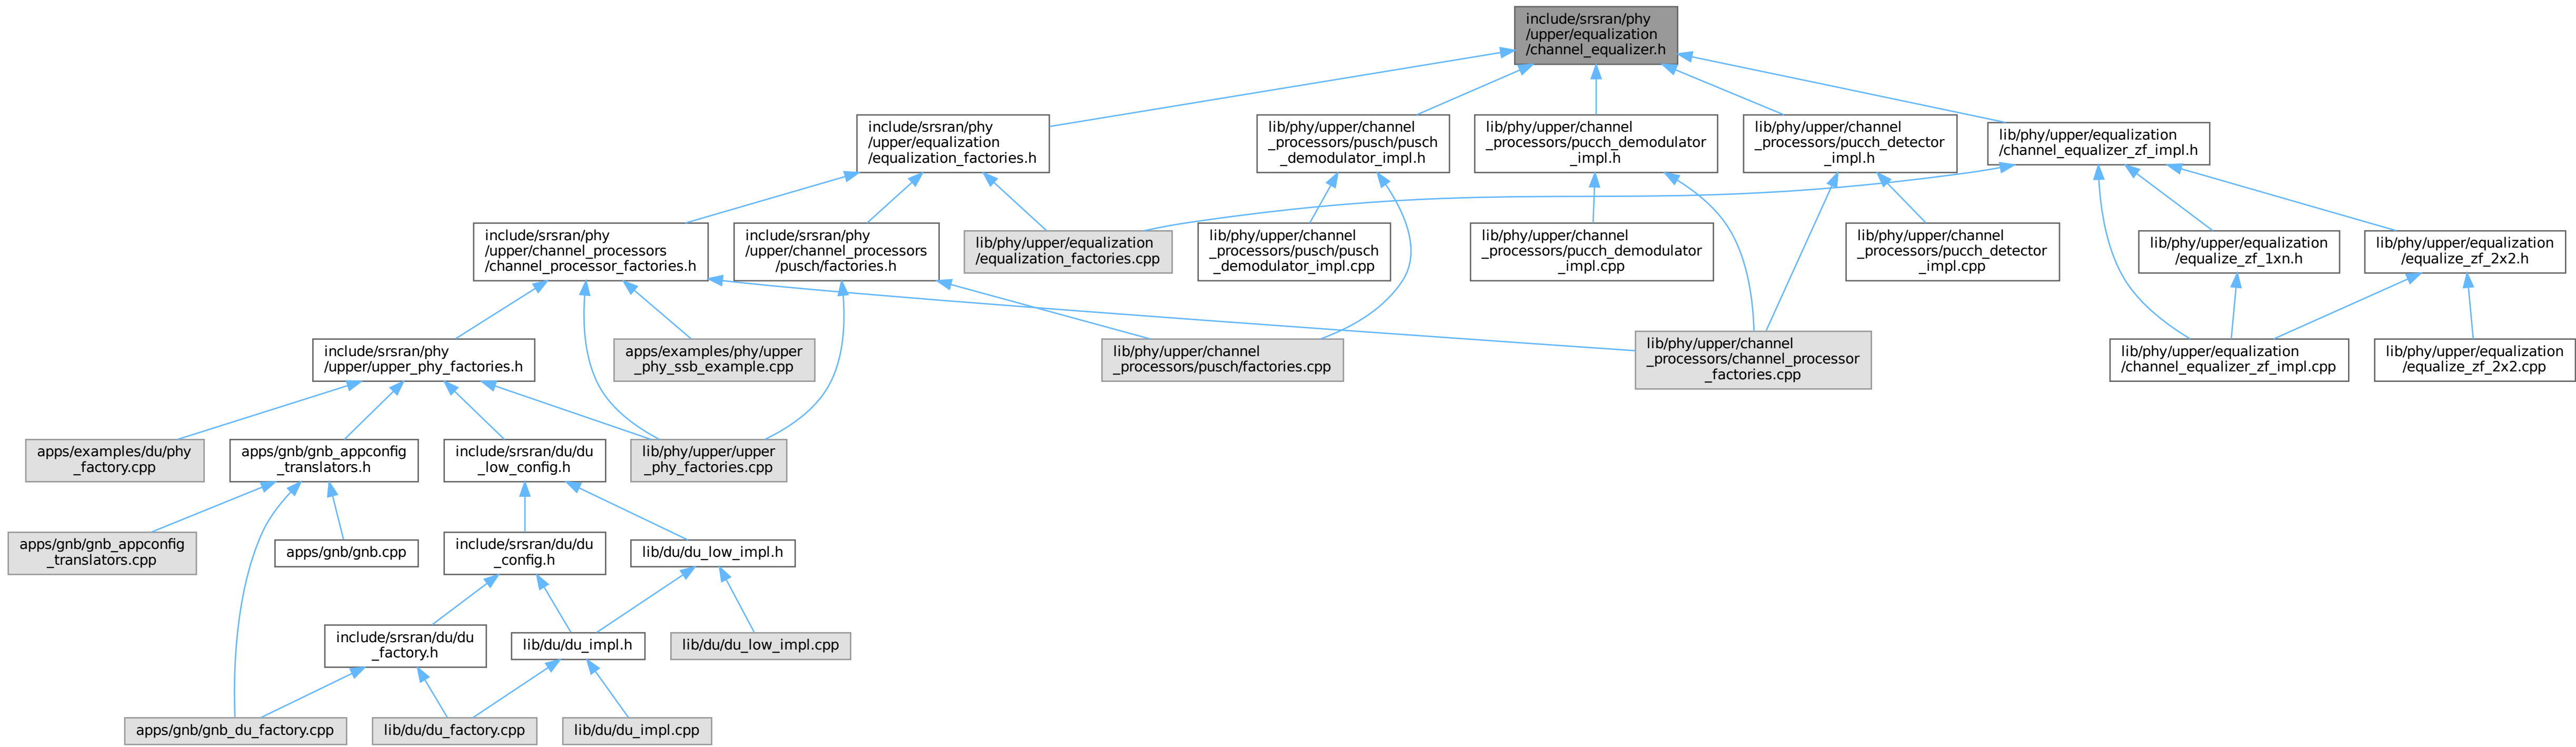 include/srsran/phy
/upper/equalization
/channel_equalizer.h
include/srsran/phy
/upper/equalization
/equalization_factories.h
lib/phy/upper/channel
_processors/pusch/pusch
_demodulator_impl.h
lib/phy/upper/channel
_processors/pucch_demodulator
_impl.h
lib/phy/upper/channel
_processors/pucch_detector
_impl.h
lib/phy/upper/equalization
/channel_equalizer_zf_impl.h
include/srsran/phy
/upper/channel_processors
/channel_processor_factories.h
include/srsran/phy
/upper/channel_processors
/pusch/factories.h
lib/phy/upper/equalization
/equalization_factories.cpp
lib/phy/upper/channel
_processors/pusch/pusch
_demodulator_impl.cpp
lib/phy/upper/channel
_processors/pucch_demodulator
_impl.cpp
lib/phy/upper/channel
_processors/pucch_detector
_impl.cpp
lib/phy/upper/equalization
/equalize_zf_1xn.h
lib/phy/upper/equalization
/equalize_zf_2x2.h
include/srsran/phy
/upper/upper_phy_factories.h
apps/examples/phy/upper
_phy_ssb_example.cpp
lib/phy/upper/channel
_processors/pusch/factories.cpp
lib/phy/upper/channel
_processors/channel_processor
_factories.cpp
lib/phy/upper/equalization
/channel_equalizer_zf_impl.cpp
lib/phy/upper/equalization
/equalize_zf_2x2.cpp
apps/examples/du/phy
_factory.cpp
apps/gnb/gnb_appconfig
_translators.h
include/srsran/du/du
_low_config.h
lib/phy/upper/upper
_phy_factories.cpp
apps/gnb/gnb_appconfig
_translators.cpp
apps/gnb/gnb.cpp
include/srsran/du/du
_config.h
lib/du/du_low_impl.h
include/srsran/du/du
_factory.h
lib/du/du_impl.h
lib/du/du_low_impl.cpp
apps/gnb/gnb_du_factory.cpp
lib/du/du_factory.cpp
lib/du/du_impl.cpp